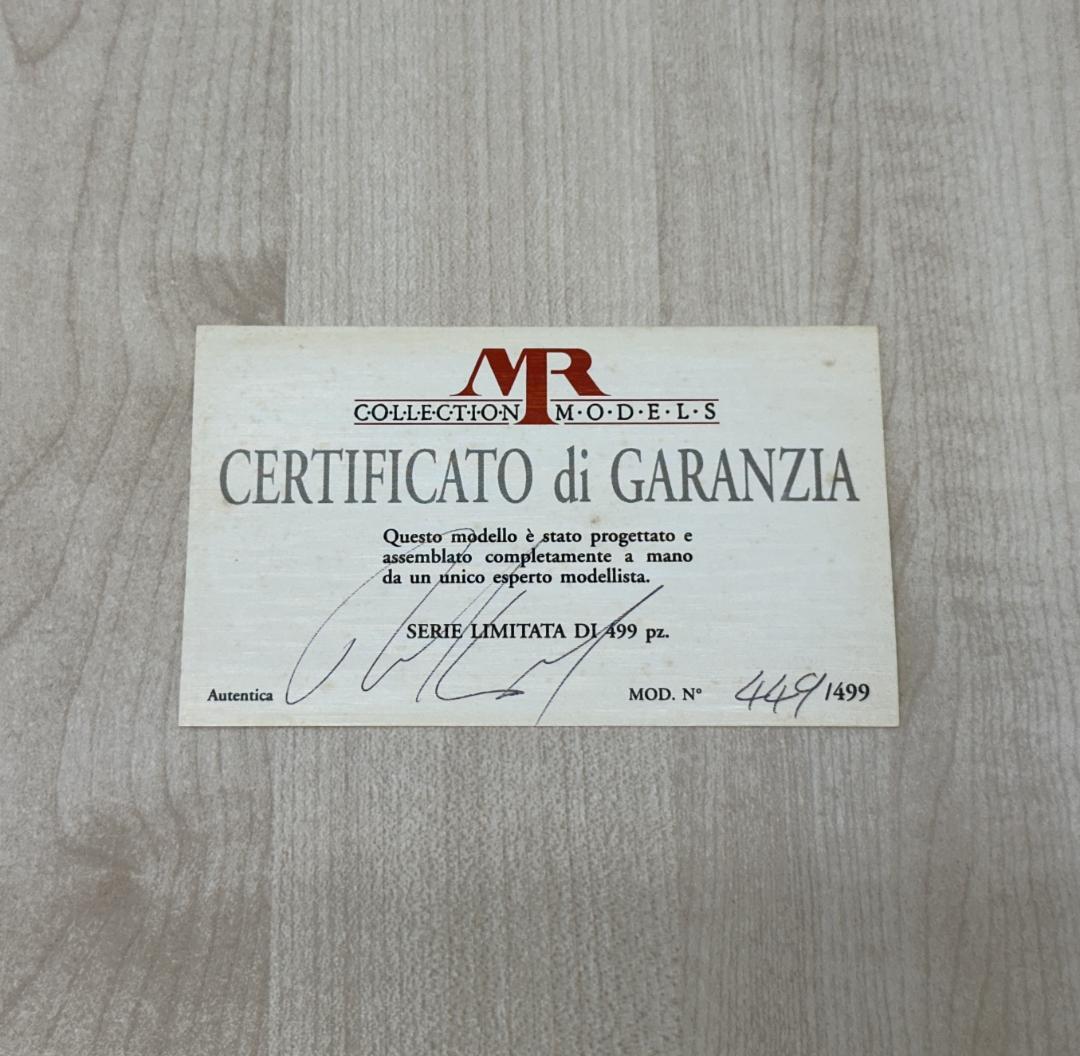 MR
COLLECTION MODELS
CERTIFICATO di GARANZIA
Questo modello è stato progettato e
assemblato completamente a mano
da un unico esperto modellista.
SERIE LIMITATA DI 499 pz.
Autentica MOD. N° 449/499